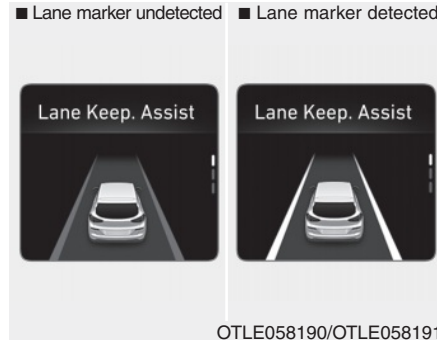 ■ Lane marker undetected
■ Lane marker detected
Lane Keep. Assist
Lane Keep. Assist
OTLE058190/OTLE058191